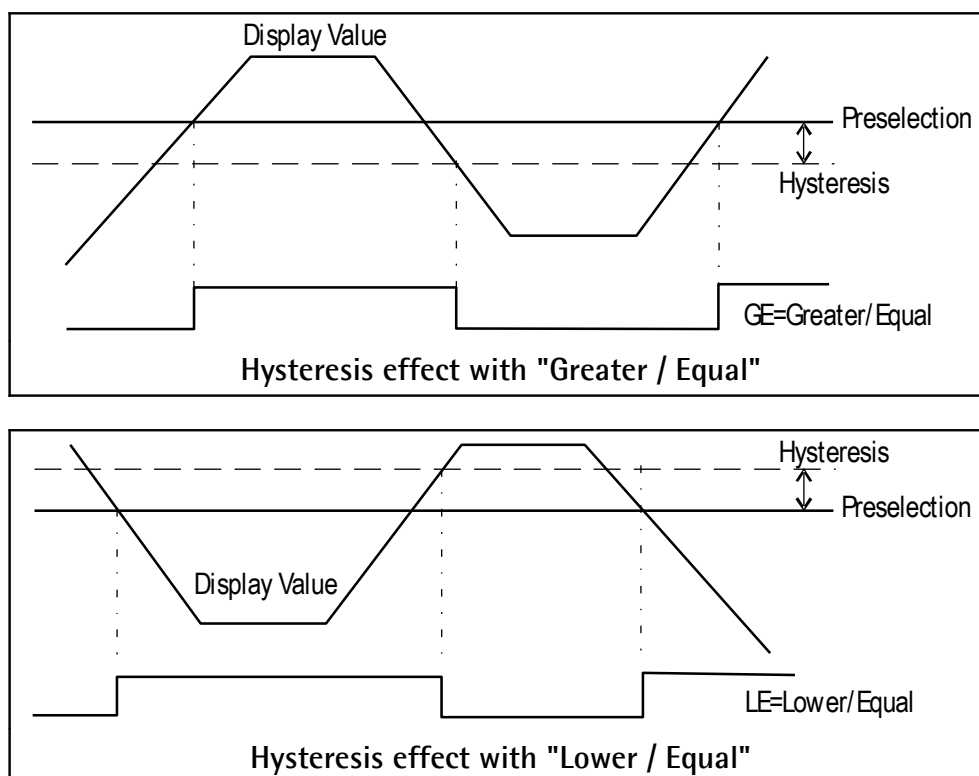 Display Value
Preselection
Hysteresis
GE=Greater/Equal
Hysteresis effect with "Greater / Equal"
Hysteresis
Preselection
Display Value
LE=Lower/Equal
Hysteresis effect with "Lower / Equal"